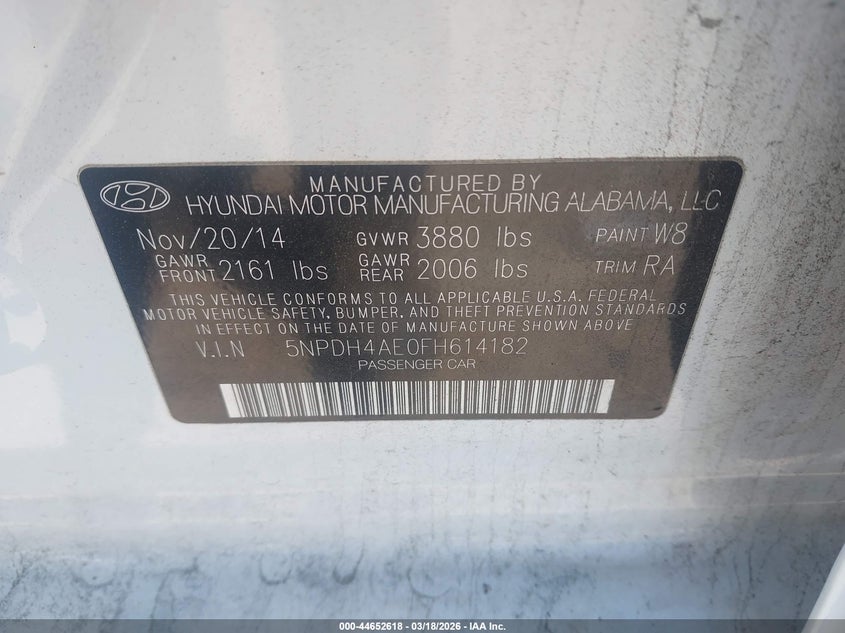 MANUFACTURED BY
HYUNDAI MOTOR MANUFACTURING ALABAMA, LLC
Nov/20/14 GVWR 3880 lbs PAINT W8
GAWR FRONT 2161 lbs GAWR REAR 2006 lbs TRIM RA
THIS VEHICLE CONFORMS TO ALL APPLICABLE U.S.A. FEDERAL
MOTOR VEHICLE SAFETY, BUMPER, AND THEFT PREVENTION STANDARDS
IN EFFECT ON THE DATE OF MANUFACTURE SHOWN ABOVE
V.I.N 5NPDH4AE0FH614182
PASSENGER CAR
000-44652618 - 03/18/2026 - IAA Inc.